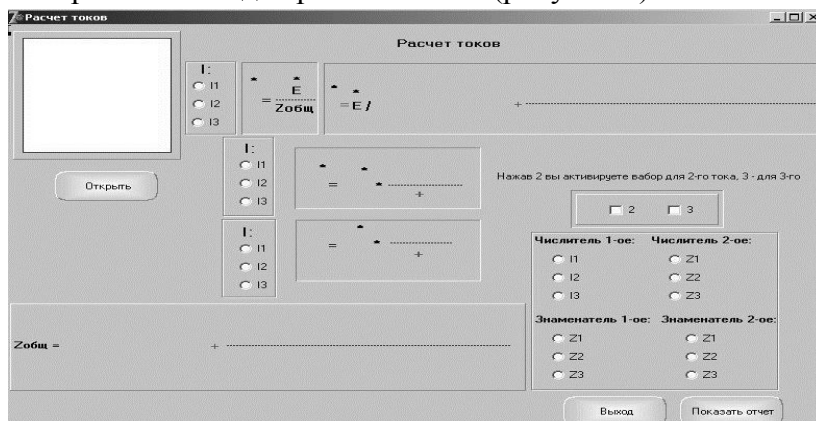 Расчет токов
Расчет токов
I:
I1
I2
I3
* = * E / Zобщ
* = * E / + 
Открыть
I:
I1
I2
I3
* = * * +
I:
I1
I2
I3
= * * +
Нажав 2 вы активируете вабор для 2-го тока, 3 - для 3-го
2 3
Числитель 1-ое: Числитель 2-ое:
I1 Z1
I2 Z2
I3 Z3
Знаменатель 1-ое: Знаменатель 2-ое:
Z1 Z1
Z2 Z2
Z3 Z3
Zобщ = +
Выход Показать отчет